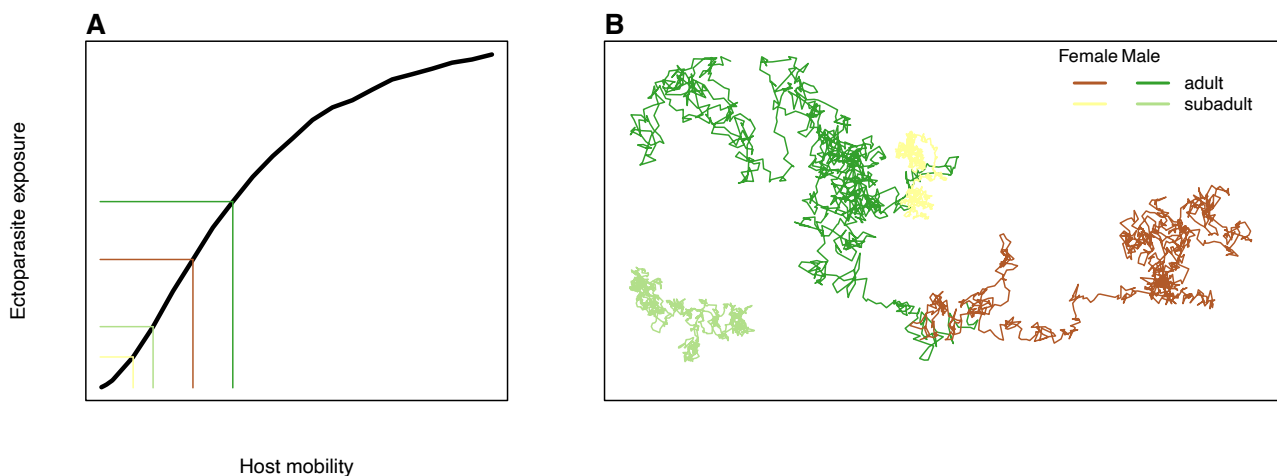 A
B
Ectoparasite exposure
Host mobility
Female Male
adult
subadult